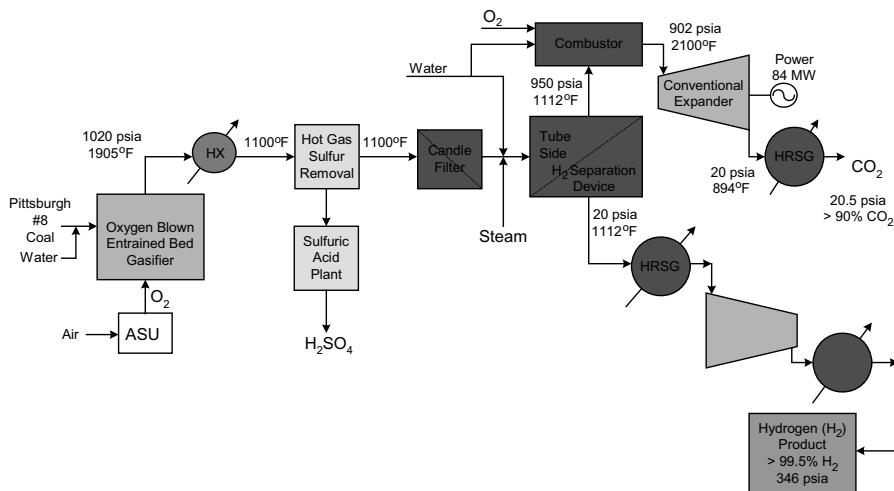 O₂
Water
Combustor
902 psia
2100°F
950 psia
1112°F
Conventional
Expander
Power
84 MW
1020 psia
1905°F
HX
1100°F
Hot Gas
Sulfur
Removal
1100°F
Candle
Filter
Tube
Side
H₂ Separation
Device
HRSG
CO₂
20 psia
894°F
20.5 psia
> 90% CO₂
Pittsburgh
#8
Coal
Water
Oxygen Blown
Entrained Bed
Gasifier
Sulfuric
Acid
Plant
Steam
20 psia
1112°F
HRSG
O₂
Air
ASU
H₂SO₄
Hydrogen (H₂)
Product
> 99.5% H₂
346 psia